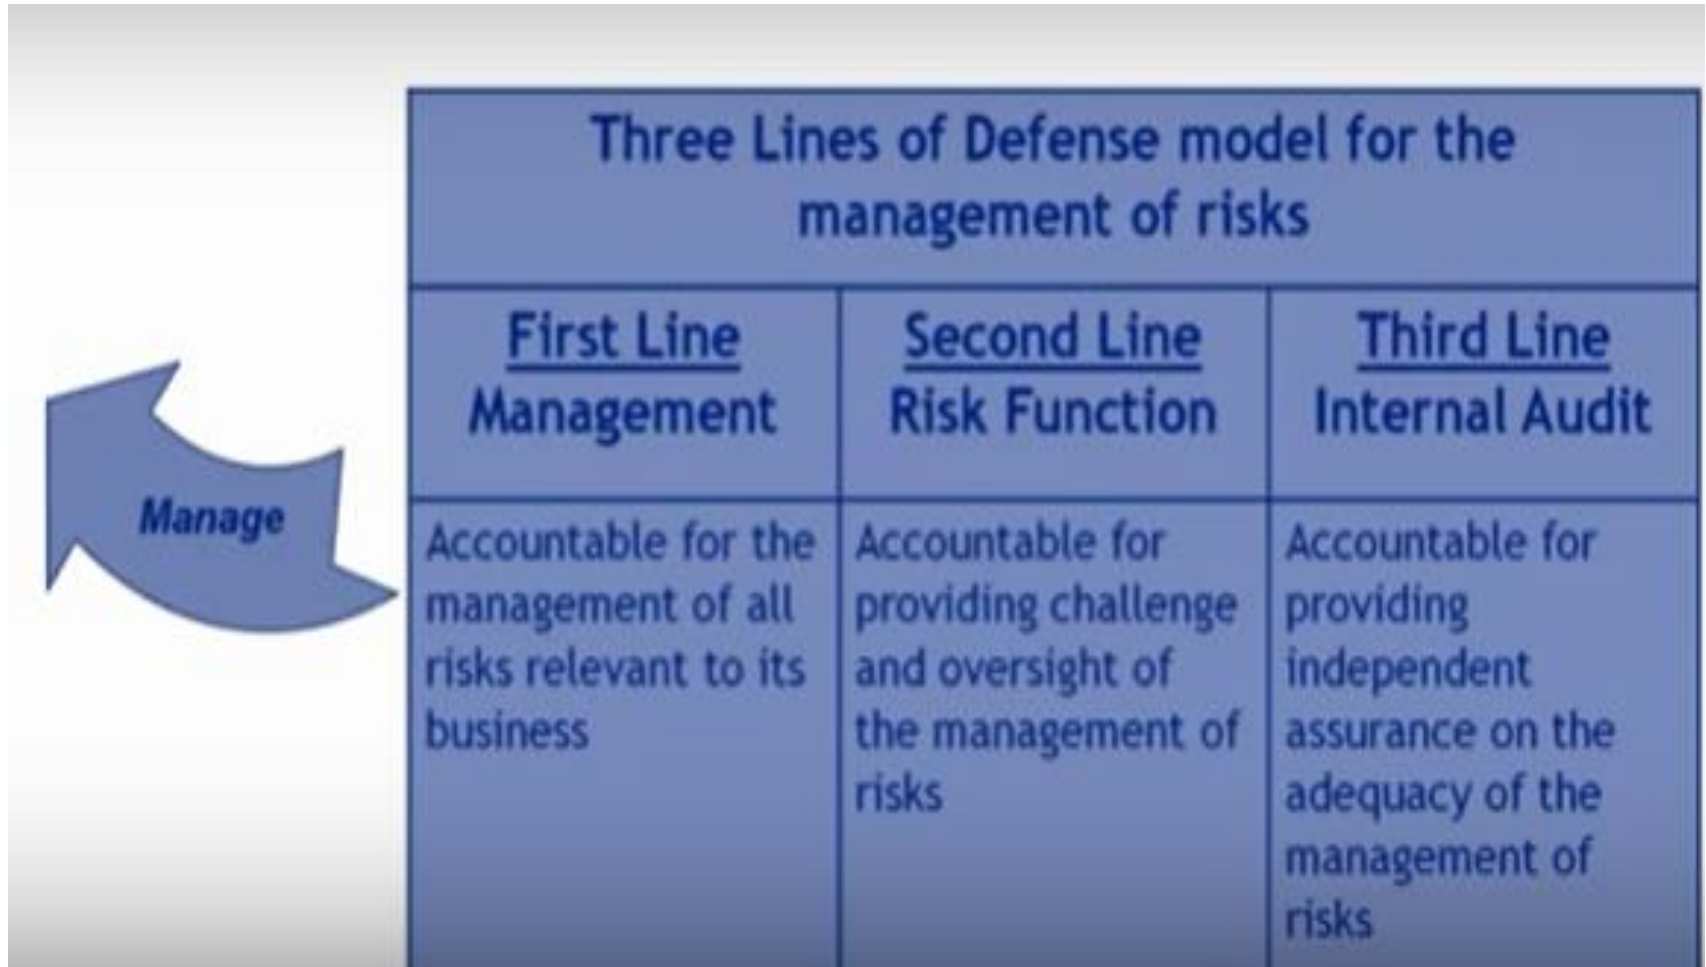 Three Lines of Defense model for the
management of risks
First Line
Management
Second Line
Risk Function
Third Line
Internal Audit
Manage
Accountable for the
management of all
risks relevant to its
business
Accountable for
providing challenge
and oversight of
the management of
risks
Accountable for
providing
independent
assurance on the
adequacy of the
management of
risks